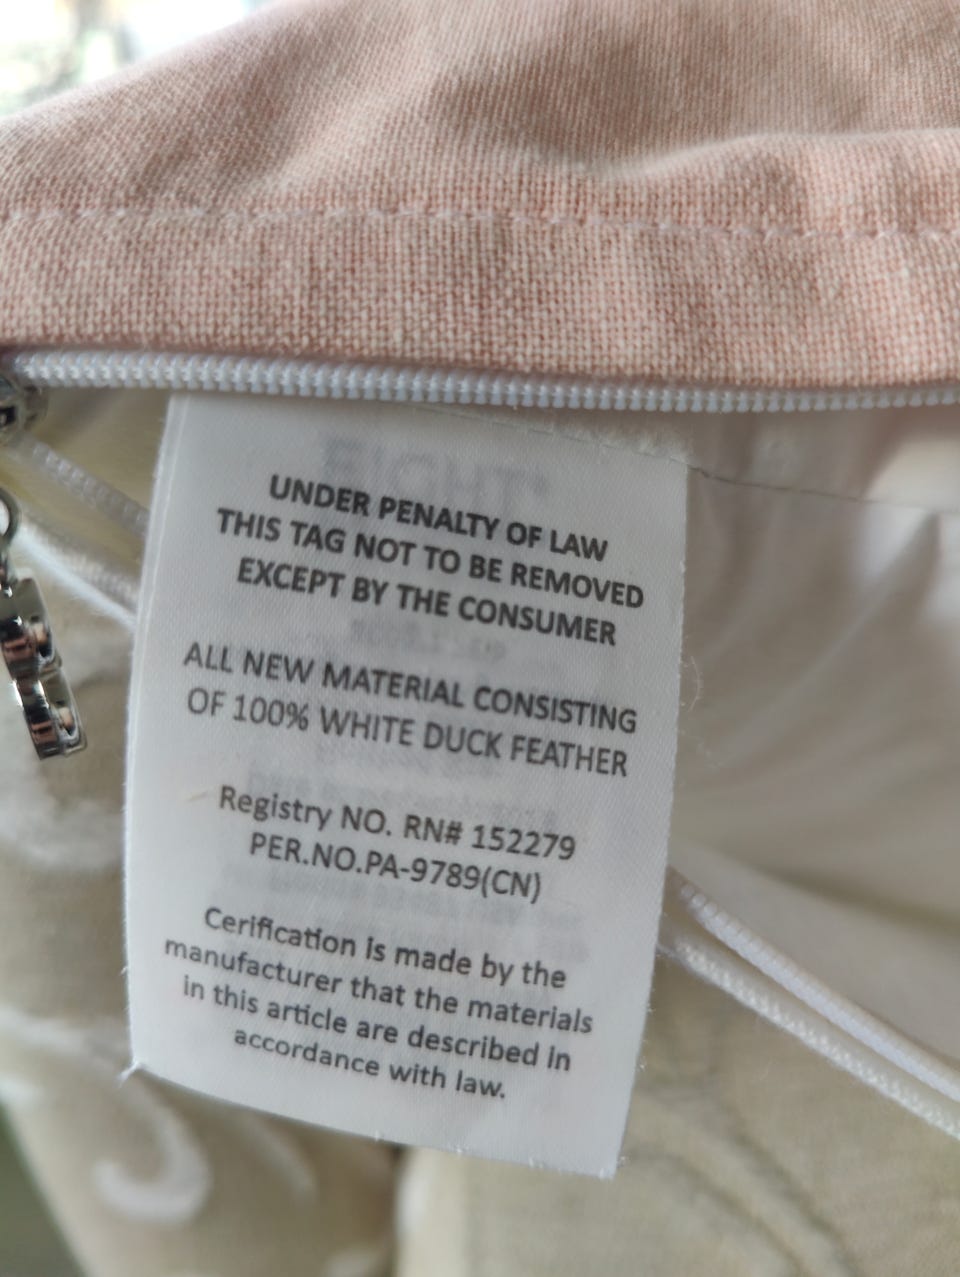 UNDER PENALTY OF LAW
THIS TAG NOT TO BE REMOVED
EXCEPT BY THE CONSUMER
ALL NEW MATERIAL CONSISTING
OF 100% WHITE DUCK FEATHER
Registry NO. RN# 152279
PER.NO.PA-9789(CN)
Cerification is made by the
manufacturer that the materials
in this article are described in
accordance with law.